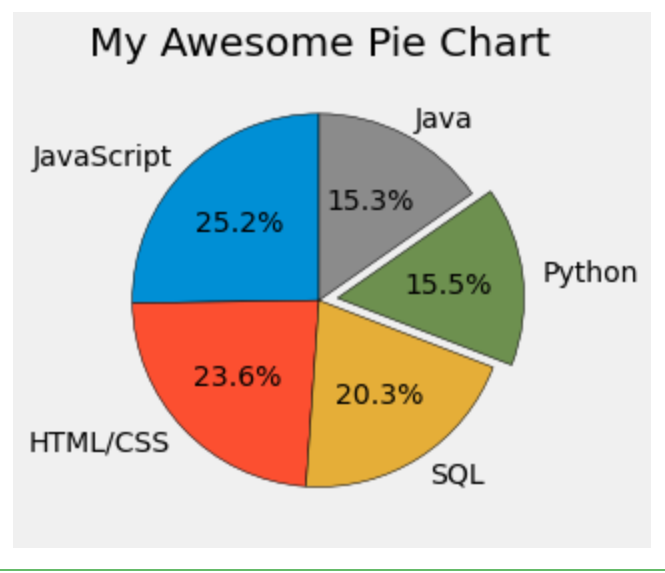 My Awesome Pie Chart
Java
JavaScript
15.3%
25.2%
Python
15.5%
23.6%
20.3%
HTML/CSS
SQL